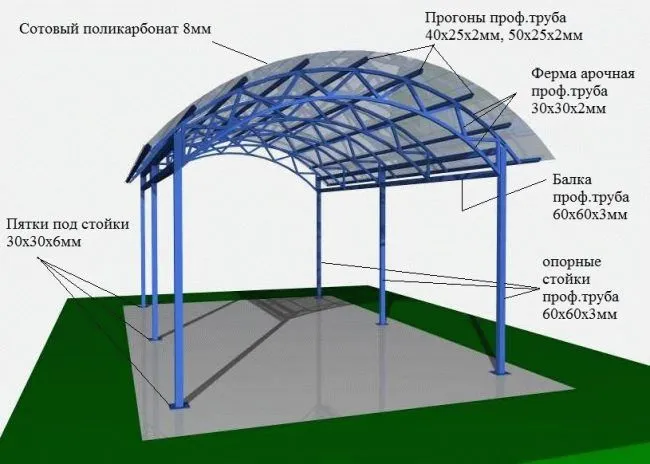 Сотовый поликарбонат 8мм
Прогоны проф.труба
40х25х2мм, 50х25х2мм
Ферма арочная
проф.труба
30х30х2мм
Балка
проф.труба
60х60х3мм
Пятки под стойки
30х30х6мм
опорные
стойки
проф.труба
60х60х3мм